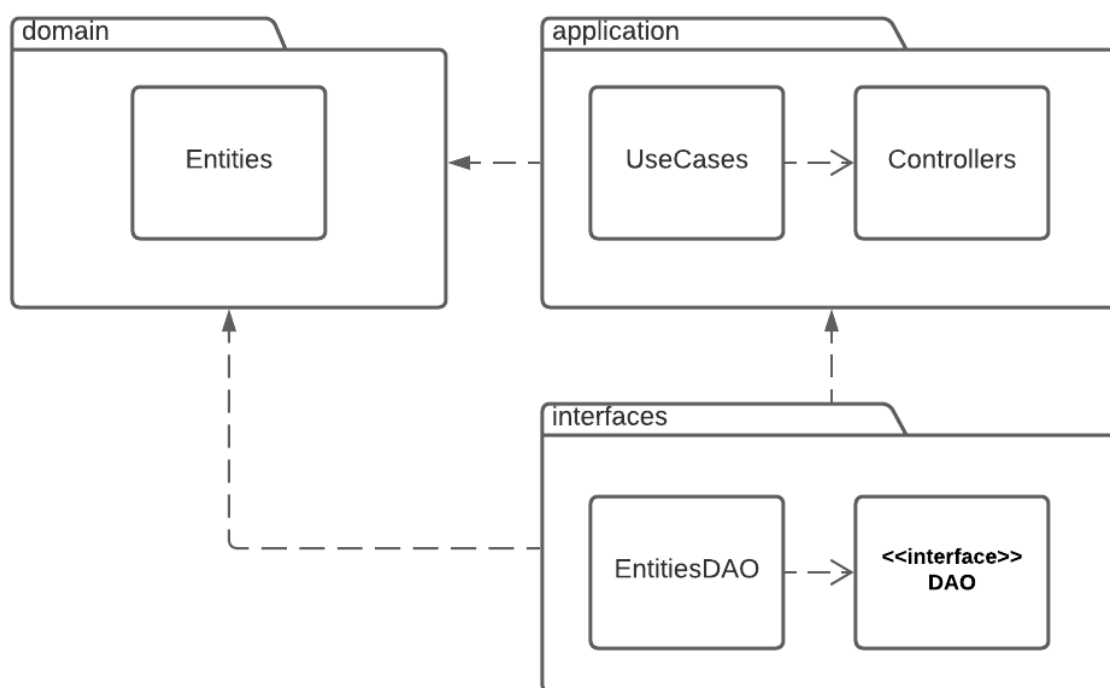 domain
application
Entities
UseCases
Controllers
interfaces
EntitiesDAO
<<interface>>
DAO